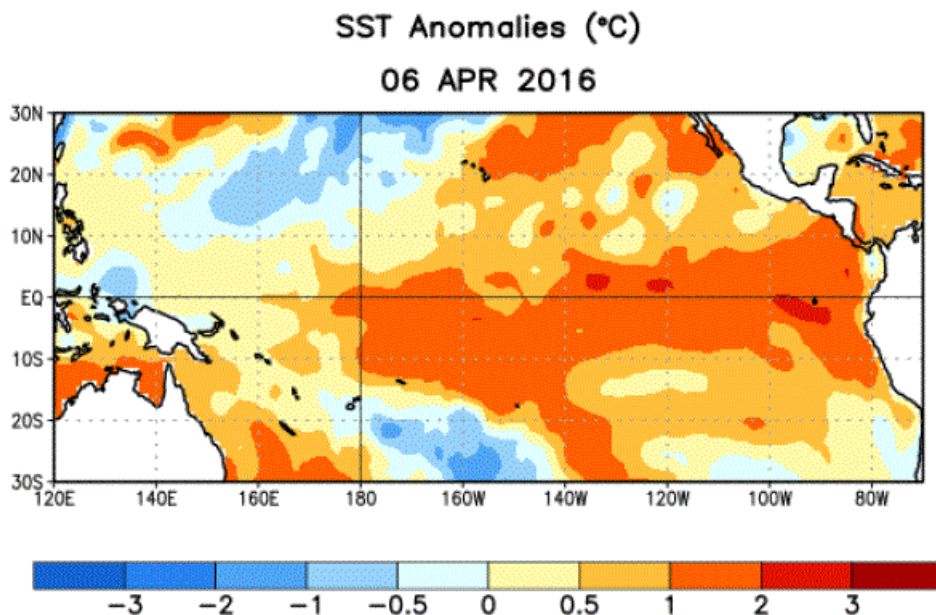 SST Anomalies (°C)
06 APR 2016
30N
20N
10N
EQ
10S
20S
30S
120E 140E 160E 180 160W 140W 120W 100W 80W
-3 -2 -1 -0.5 0 0.5 1 2 3